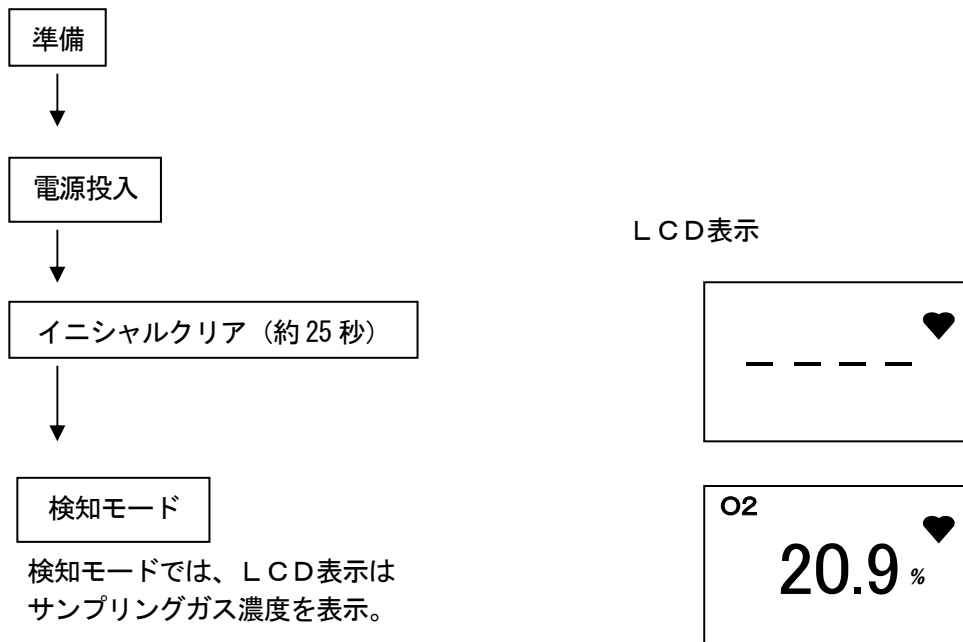 準備
電源投入
イニシャルクリア（約 25 秒）
検知モード
検知モードでは、ＬＣＤ表示は
サンプリングガス濃度を表示。
ＬＣＤ表示
－ － － －
O2
20.9 %